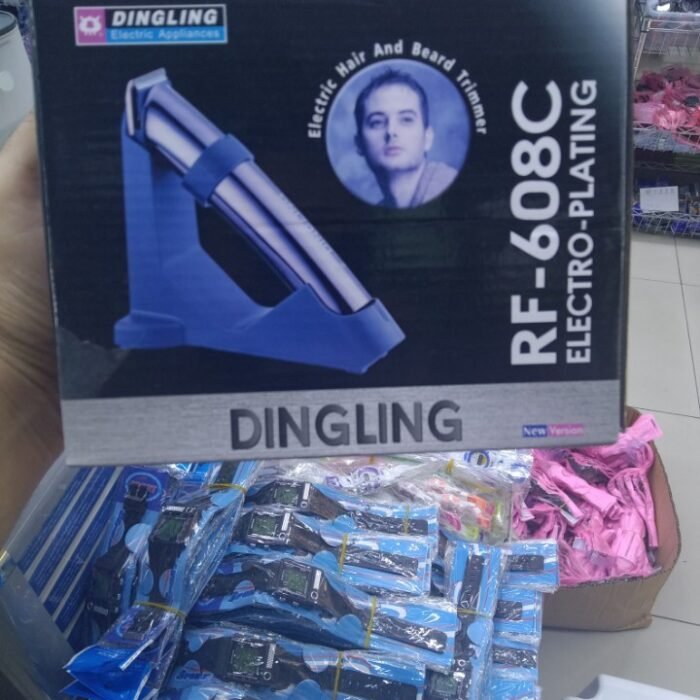 DINGLING
Electric Appliances
Electric Hair And Beard Trimmer
RF-608C
ELECTRO-PLATING
DINGLING
New Version